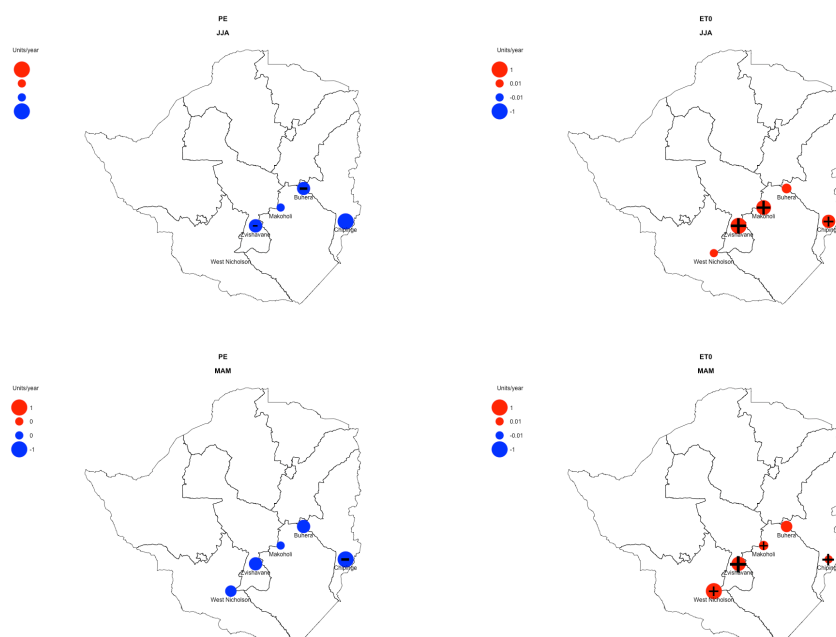 PE
JJA
Units/year
Buhera
Makoholi
Zvishavane
Chipinge
West Nicholson
ET0
JJA
Units/year
1
0.01
-0.01
-1
Buhera
Makoholi
Zvishavane
Chiping
West Nicholson
PE
MAM
Units/year
1
0
0
-1
Buhera
Makoholi
Zvishavane
Chipinge
West Nicholson
ET0
MAM
Units/year
1
0.01
-0.01
-1
Buhera
Makoholi
Zvishavane
Chiping
West Nicholson